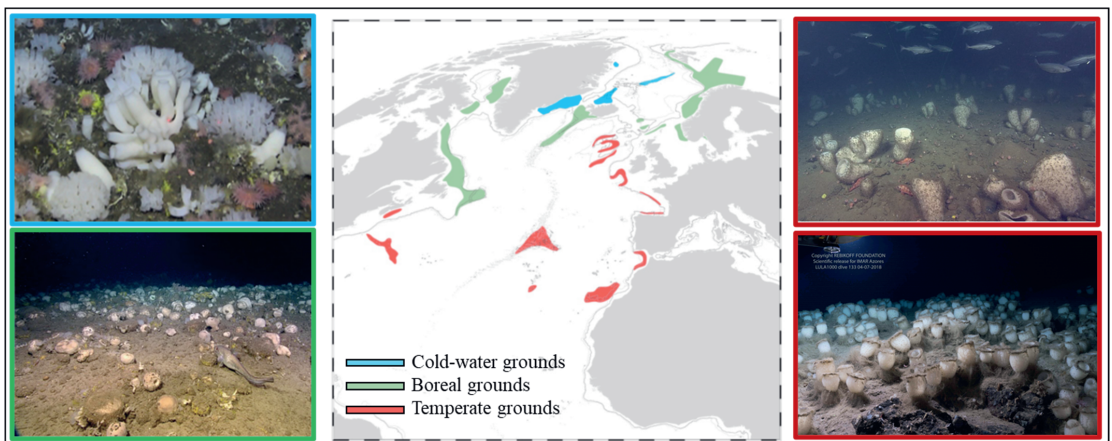 Copyright REBIKOFF FOUNDATION
Scientific release for IMAR Azores
LULA1000 dive 133 04-07-2018
Cold-water grounds
Boreal grounds
Temperate grounds